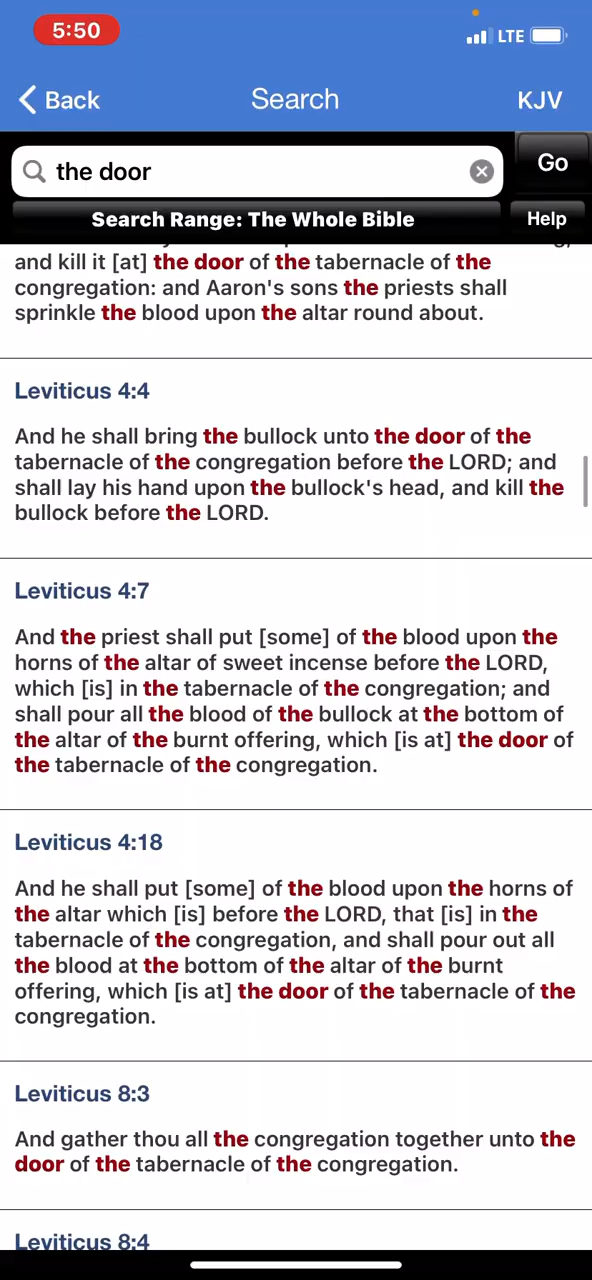 5:50
LTE
Back
Search
KJV
the door
Go
Search Range: The Whole Bible
Help
and kill it [at] the door of the tabernacle of the
congregation: and Aaron's sons the priests shall
sprinkle the blood upon the altar round about.
Leviticus 4:4
And he shall bring the bullock unto the door of the
tabernacle of the congregation before the LORD; and
shall lay his hand upon the bullock's head, and kill the
bullock before the LORD.
Leviticus 4:7
And the priest shall put [some] of the blood upon the
horns of the altar of sweet incense before the LORD,
which [is] in the tabernacle of the congregation; and
shall pour all the blood of the bullock at the bottom of
the altar of the burnt offering, which [is at] the door of
the tabernacle of the congregation.
Leviticus 4:18
And he shall put [some] of the blood upon the horns of
the altar which [is] before the LORD, that [is] in the
tabernacle of the congregation, and shall pour out all
the blood at the bottom of the altar of the burnt
offering, which [is at] the door of the tabernacle of the
congregation.
Leviticus 8:3
And gather thou all the congregation together unto the
door of the tabernacle of the congregation.
Leviticus 8:4